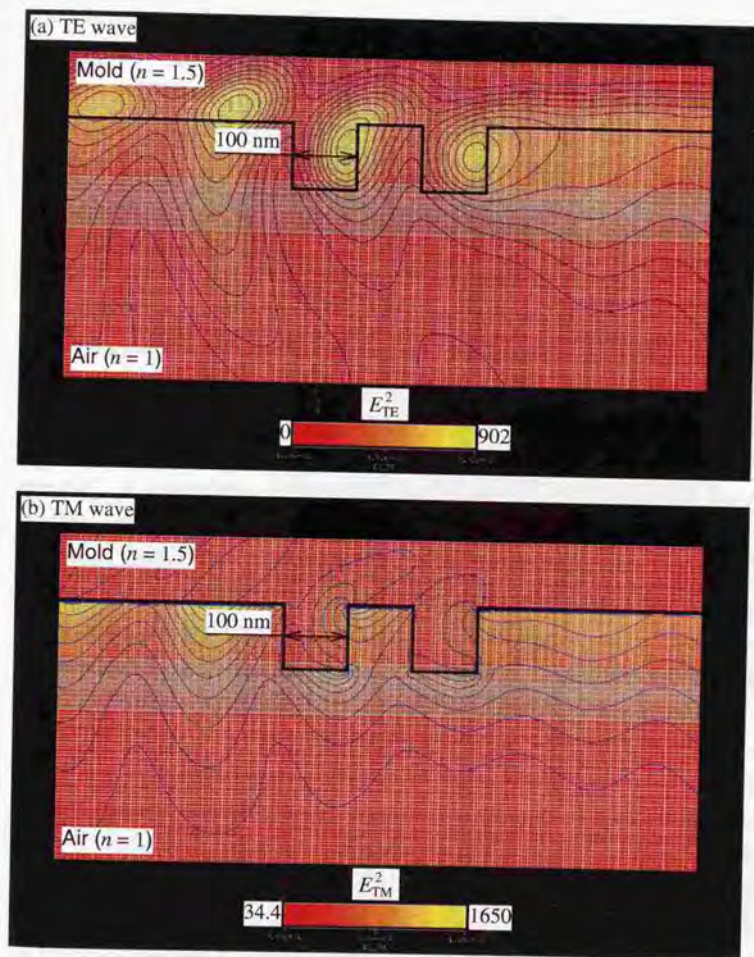 (a) TE wave
Mold (n = 1.5)
100 nm
Air (n = 1)
E²TE
0
902
(b) TM wave
Mold (n = 1.5)
100 nm
Air (n = 1)
E²TM
34.4
1650